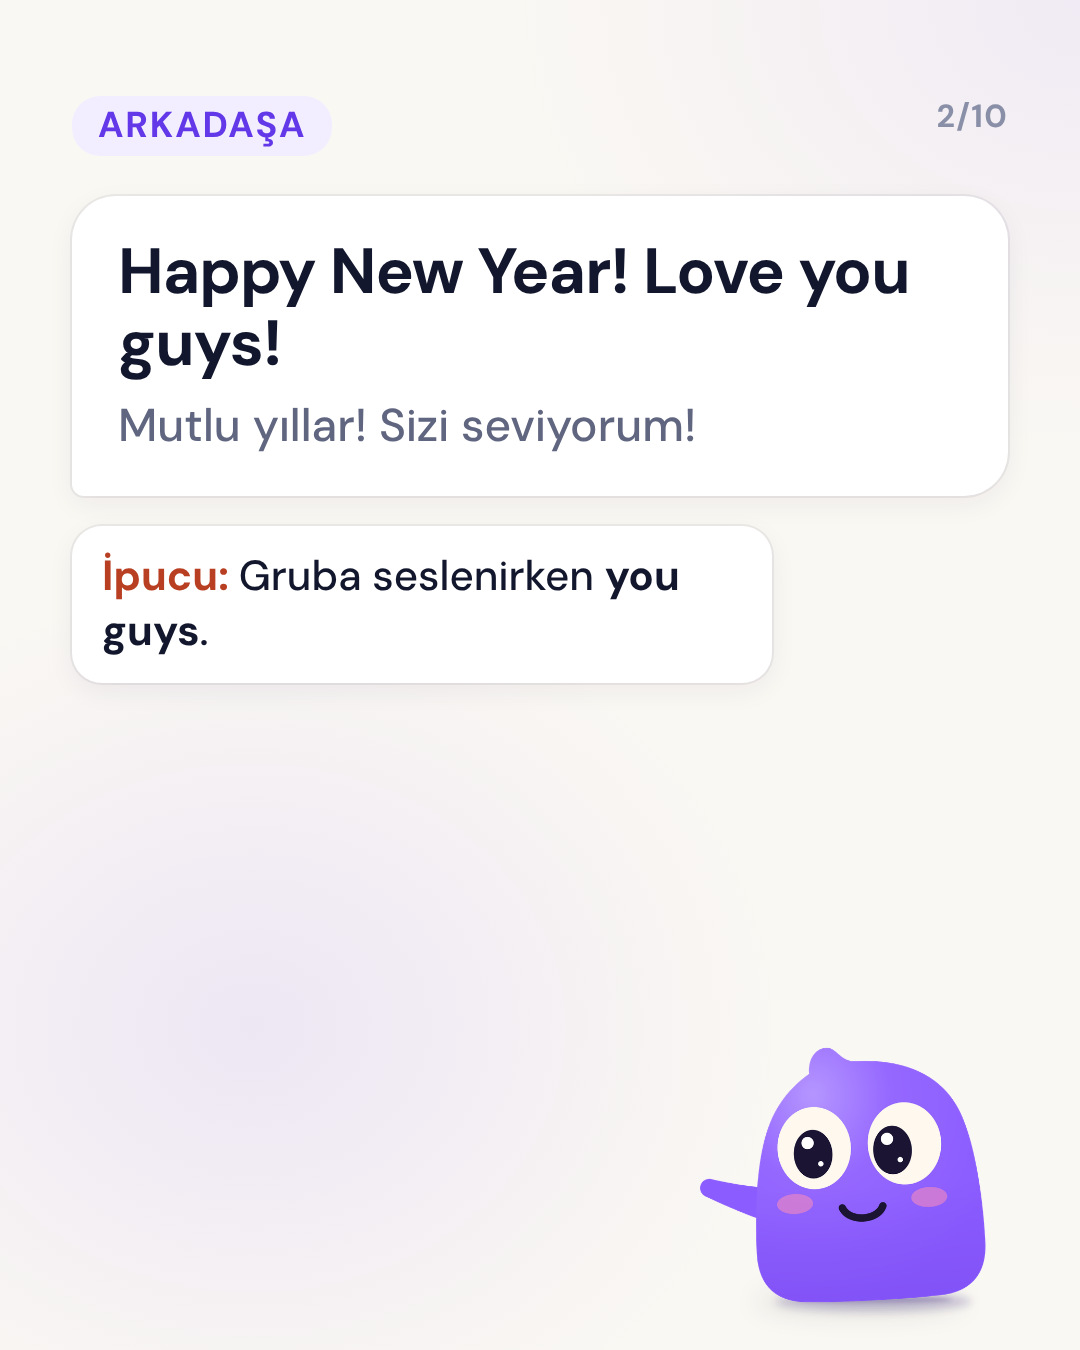 ARKADAŞA
2/10
Happy New Year! Love you
guys!
Mutlu yıllar! Sizi seviyorum!
İpucu: Gruba seslenirken you
guys.